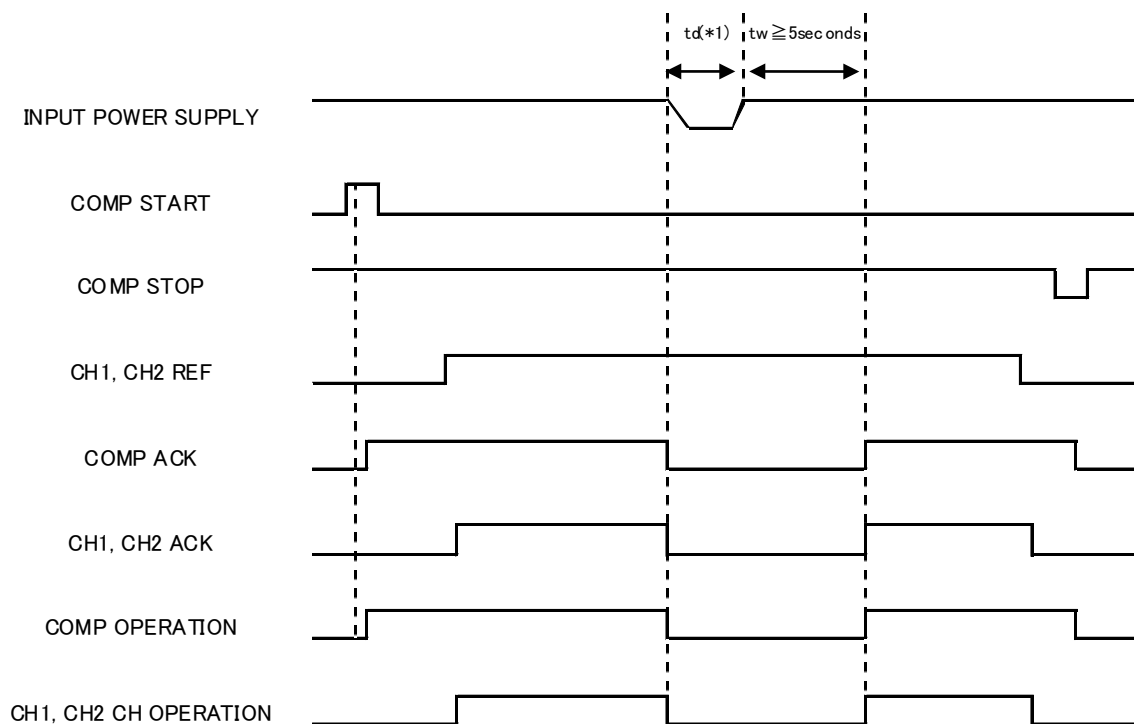 td(*1) tw≧5seconds
INPUT POWER SUPPLY
COMP START
COMP STOP
CH1, CH2 REF
COMP ACK
CH1, CH2 ACK
COMP OPERATION
CH1, CH2 CH OPERATION